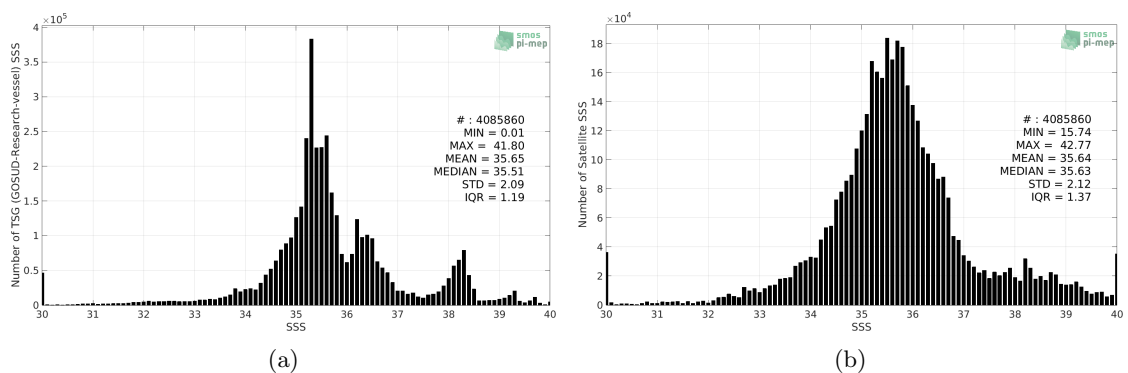 ×10⁵
4
3.5
3
2.5
2
1.5
1
0.5
0
Number of TSG (GOSUD-Research-vessel) SSS
smos
pi-mep
# : 4085860
MIN = 0.01
MAX = 41.80
MEAN = 35.65
MEDIAN = 35.51
STD = 2.09
IQR = 1.19
30 31 32 33 34 35 36 37 38 39 40
SSS
(a)
×10⁴
18
16
14
12
10
8
6
4
2
0
Number of Satellite SSS
smos
pi-mep
# : 4085860
MIN = 15.74
MAX = 42.77
MEAN = 35.64
MEDIAN = 35.63
STD = 2.12
IQR = 1.37
30 31 32 33 34 35 36 37 38 39 40
SSS
(b)